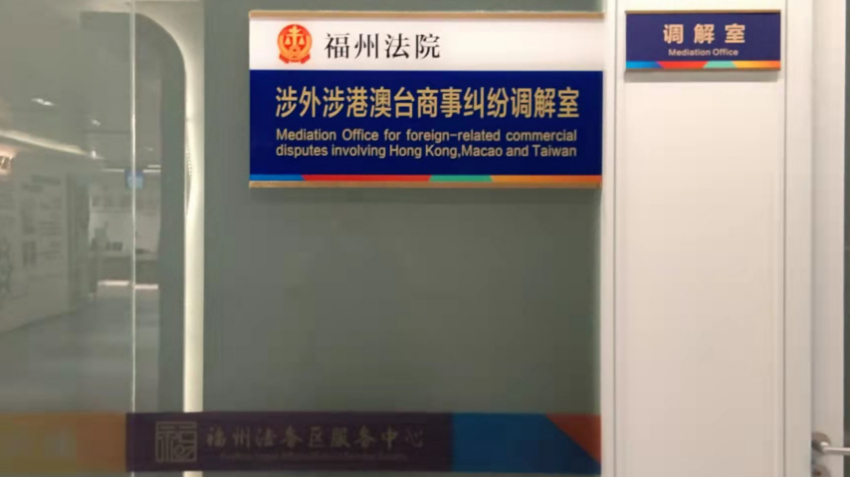 福州法院
涉外涉港澳台商事纠纷调解室
Mediation Office for foreign-related commercial
disputes involving Hong Kong,Macao and Taiwan
调解室
Mediation Office
福州法务区服务中心